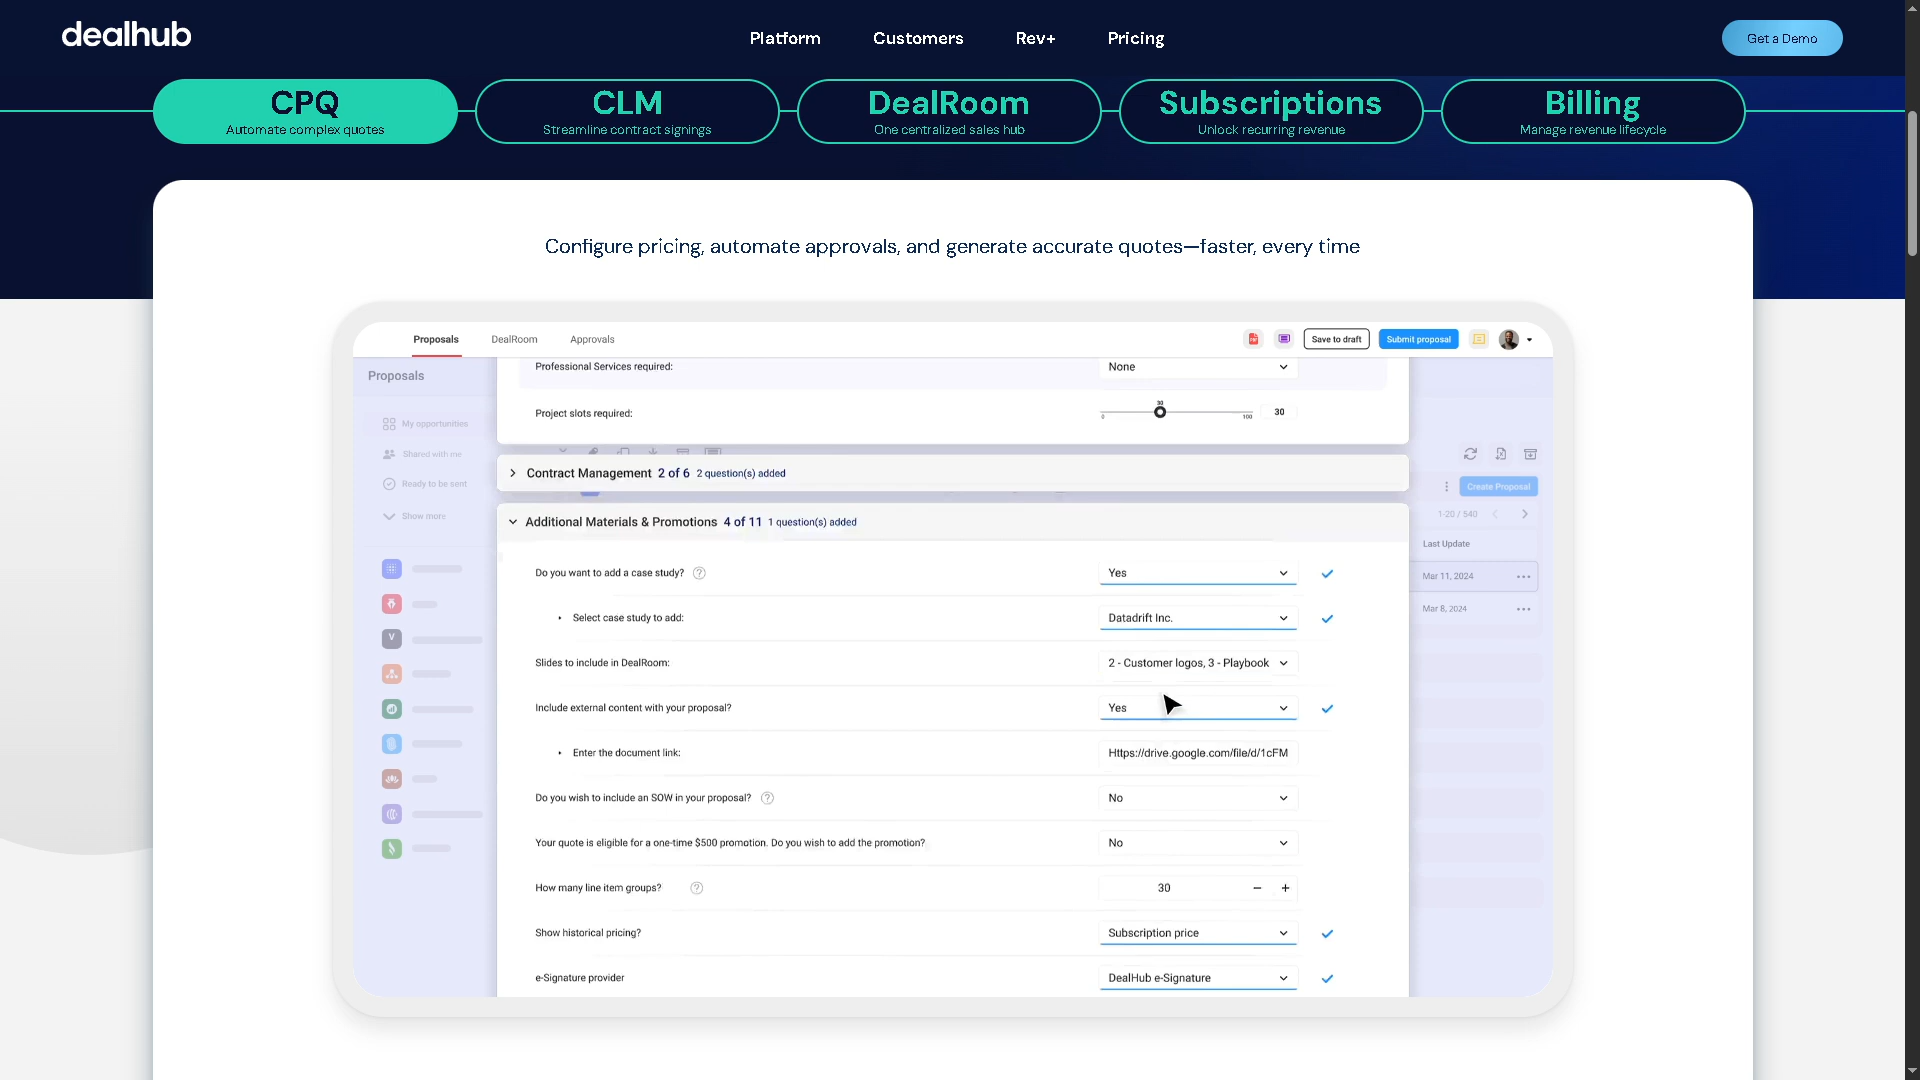 dealhub
Platform
Customers
Rev+
Pricing
Get a Demo
CPQ
Automate complex quotes
CLM
Streamline contract signings
DealRoom
One centralized sales hub
Subscriptions
Unlock recurring revenue
Billing
Manage revenue lifecycle
Configure pricing, automate approvals, and generate accurate quotes—faster, every time
Proposals
DealRoom
Approvals
Save to draft
Submit proposal
Proposals
My opportunities
Shared with me
Ready to be sent
Show more
Professional Services required:
None
Project slots required:
0
30
100
30
Contract Management 2 of 6 2 question(s) added
Create Proposal
1-20 / 540
Additional Materials & Promotions 4 of 11 1 question(s) added
Last Update
Do you want to add a case study?
Yes
Mar 11, 2024
Select case study to add:
Datadrift Inc.
Mar 8, 2024
Slides to include in DealRoom:
2 - Customer logos, 3 - Playbook
Include external content with your proposal?
Yes
Enter the document link:
Https://drive.google.com/file/d/1cFM
Do you wish to include an SOW in your proposal?
No
Your quote is eligible for a one-time $500 promotion. Do you wish to add the promotion?
No
How many line item groups?
30
Show historical pricing?
Subscription price
e-Signature provider
DealHub e-Signature